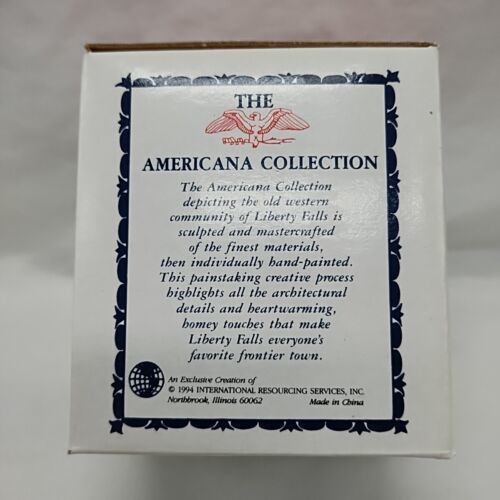 THE
AMERICANA COLLECTION
The Americana Collection
depicting the old western
community of Liberty Falls is
sculpted and mastercrafted
of the finest materials,
then individually hand-painted.
This painstaking creative process
highlights all the architectural
details and heartwarming,
homey touches that make
Liberty Falls everyone's
favorite frontier town.
An Exclusive Creation of
© 1994 INTERNATIONAL RESOURCING SERVICES, INC.
Northbrook, Illinois 60062 Made in China